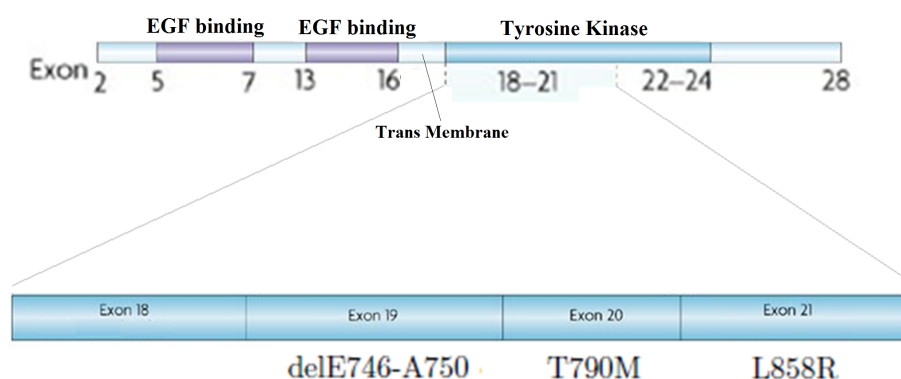 EGF binding EGF binding Tyrosine Kinase
Exon 2 5 7 13 16 18–21 22–24 28
Trans Membrane
Exon 18 Exon 19 Exon 20 Exon 21
delE746-A750 T790M L858R